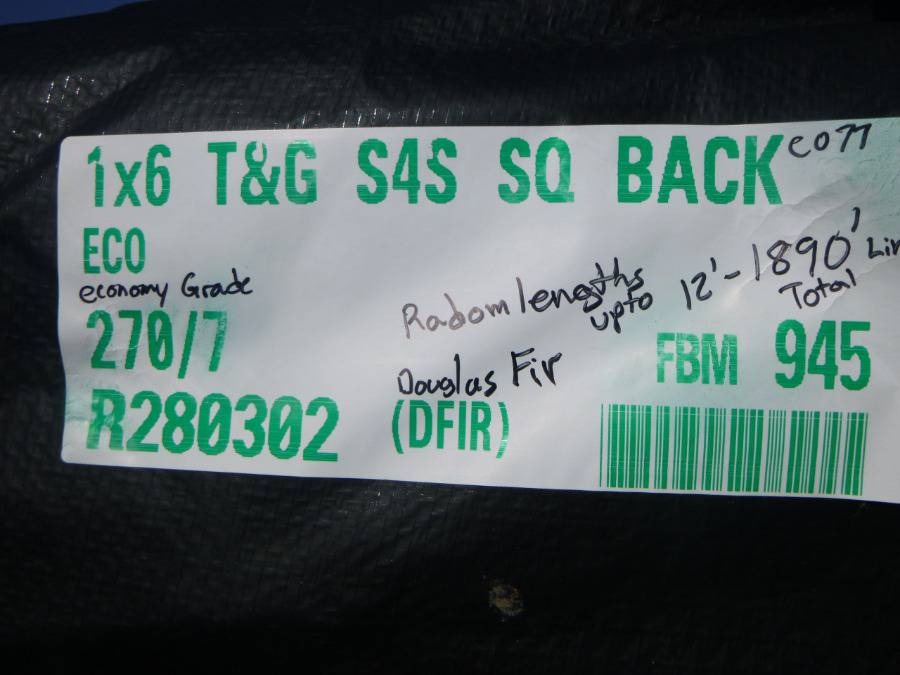 1x6 T&G S4S SQ BACK
ECO
economy Grade
Radom lengths upto 12' - 1890' Lin
Total
270/7
FBM 945
Douglas Fir
R280302 (DFIR)